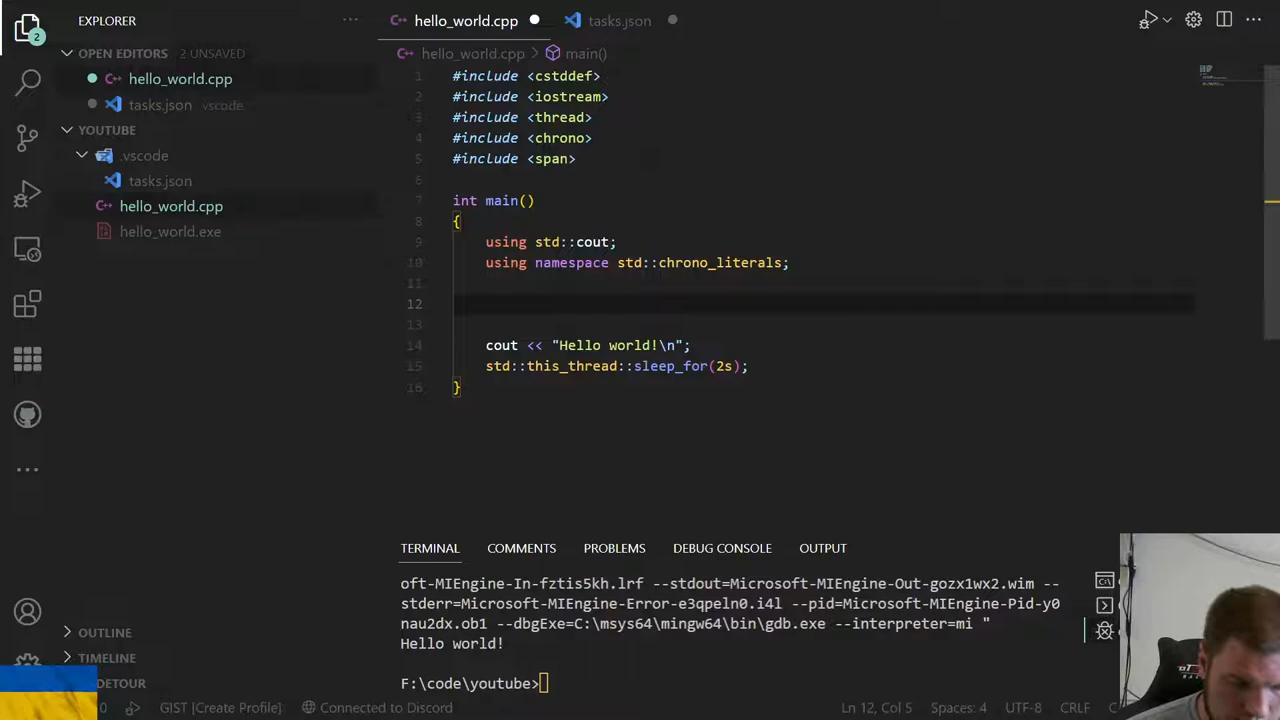 EXPLORER
hello_world.cpp
tasks.json
OPEN EDITORS 2 UNSAVED
hello_world.cpp
tasks.json .vscode
YOUTUBE
.vscode
tasks.json
hello_world.cpp
hello_world.exe
OUTLINE
TIMELINE
DETOUR
2
hello_world.cpp > main()
1 #include <cstddef>
2 #include <iostream>
3 #include <thread>
4 #include <chrono>
5 #include <span>
6
7 int main()
8 {
9 using std::cout;
10 using namespace std::chrono_literals;
11
12
13
14 cout << "Hello world!\n";
15 std::this_thread::sleep_for(2s);
16 }
TERMINAL COMMENTS PROBLEMS DEBUG CONSOLE OUTPUT
oft-MIEngine-In-fztis5kh.lrf --stdout=Microsoft-MIEngine-Out-gozx1wx2.wim --
stderr=Microsoft-MIEngine-Error-e3qpeln0.i4l --pid=Microsoft-MIEngine-Pid-y0
nau2dx.ob1 --dbgExe=C:\msys64\mingw64\bin\gdb.exe --interpreter=mi "
Hello world!
F:\code\youtube>
0 GIST [Create Profile] Connected to Discord Ln 12, Col 5 Spaces: 4 UTF-8 CRLF